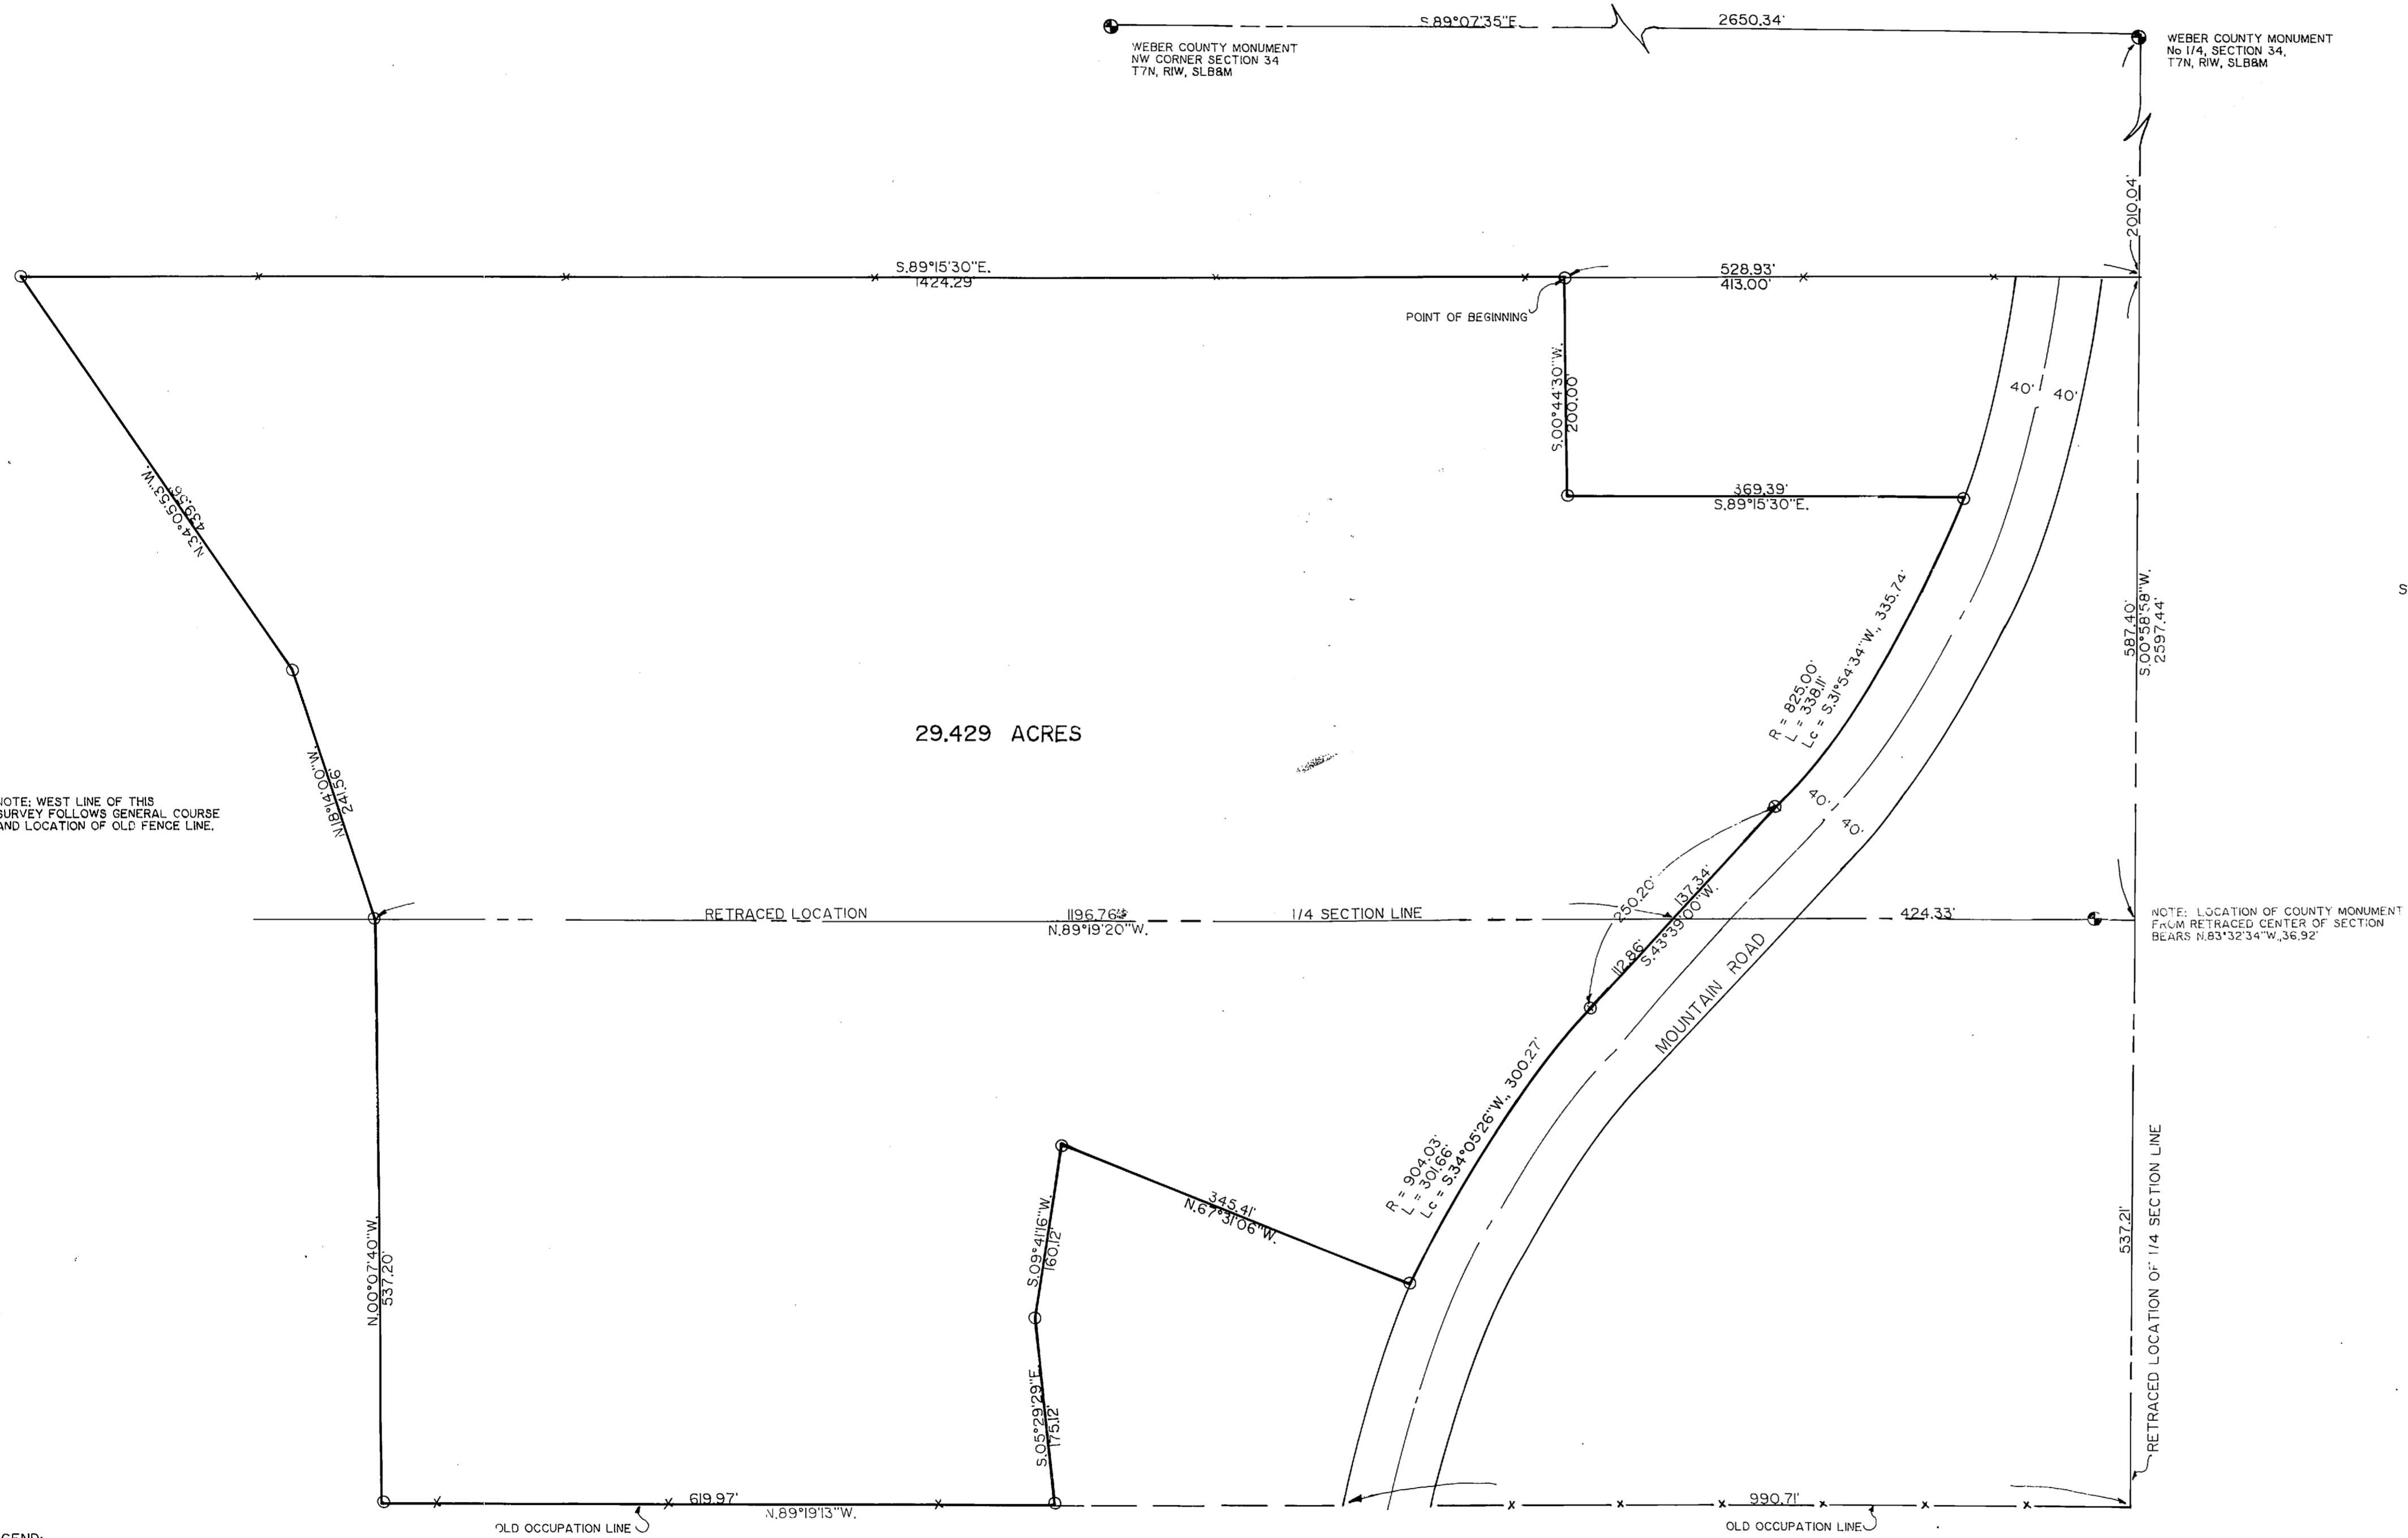 S.89°07'35"E.
2650.34'
WEBER COUNTY MONUMENT
NW CORNER SECTION 34
T7N, R1W, SLB&M
WEBER COUNTY MONUMENT
No 1/4, SECTION 34,
T7N, R1W, SLB&M
2010.04'
S.89°15'30"E.
1424.29'
528.93'
413.00'
POINT OF BEGINNING
S.00°44'30"W.
200.00'
40' 40'
369.39'
S.89°15'30"E.
N.34°05'53"W.
439.56'
587.40'
S.00°58'58"W.
2597.44'
S
R = 825.00'
L = 338.11'
Lc = S.31°54'34"W., 335.74'
29.429 ACRES
N.18°14'00"W.
241.56'
NOTE; WEST LINE OF THIS
SURVEY FOLLOWS GENERAL COURSE
AND LOCATION OF OLD FENCE LINE.
40'
40'
250.20'
137.34'
112.86'
S.43°39'00"W.
RETRACED LOCATION
1196.76'
N.89°19'20"W.
1/4 SECTION LINE
424.33'
NOTE: LOCATION OF COUNTY MONUMENT
FROM RETRACED CENTER OF SECTION
BEARS N.83°32'34"W.,36.92'
MOUNTAIN ROAD
R = 904.03'
L = 301.66'
Lc = S.34°05'26"W., 300.27'
345.41'
N.67°31'06"W.
S.09°41'16"W.
160.12'
N.00°07'40"W.
537.20'
537.21'
RETRACED LOCATION OF 1/4 SECTION LINE
S.05°29'29"E.
175.12'
619.97'
N.89°19'13"W.
990.71'
OLD OCCUPATION LINE
OLD OCCUPATION LINE
GEND: